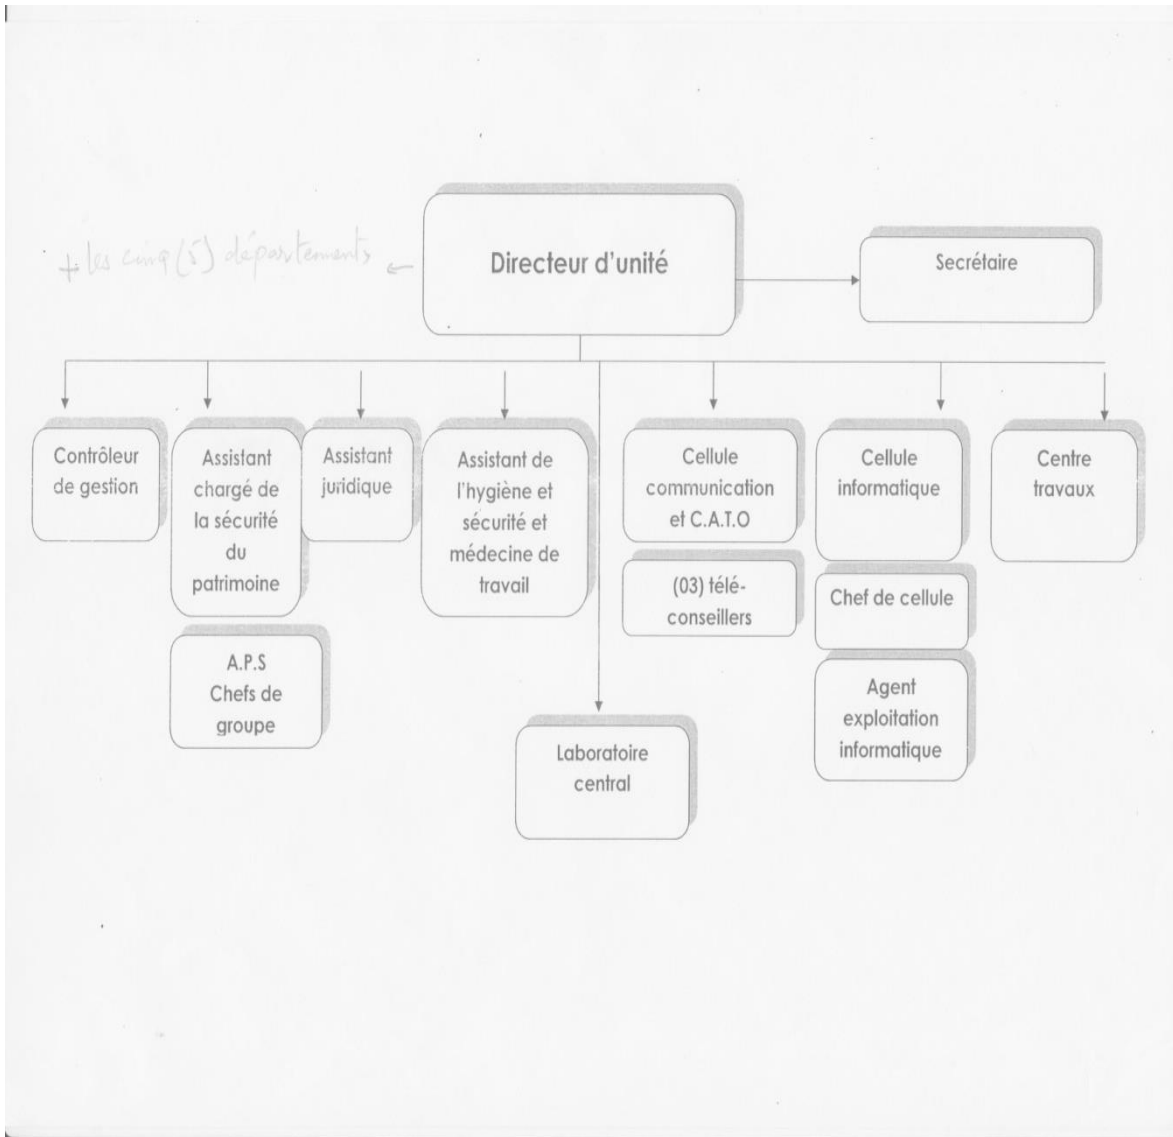 + les cinq (5) départements ←
Directeur d'unité
Secrétaire
Contrôleur
de gestion
Assistant
chargé de
la sécurité
du
patrimoine
A.P.S
Chefs de
groupe
Assistant
juridique
Assistant de
l'hygiène et
sécurité et
médecine de
travail
Laboratoire
central
Cellule
communication
et C.A.T.O
(03) télé-
conseillers
Cellule
informatique
Chef de cellule
Agent
exploitation
informatique
Centre
travaux